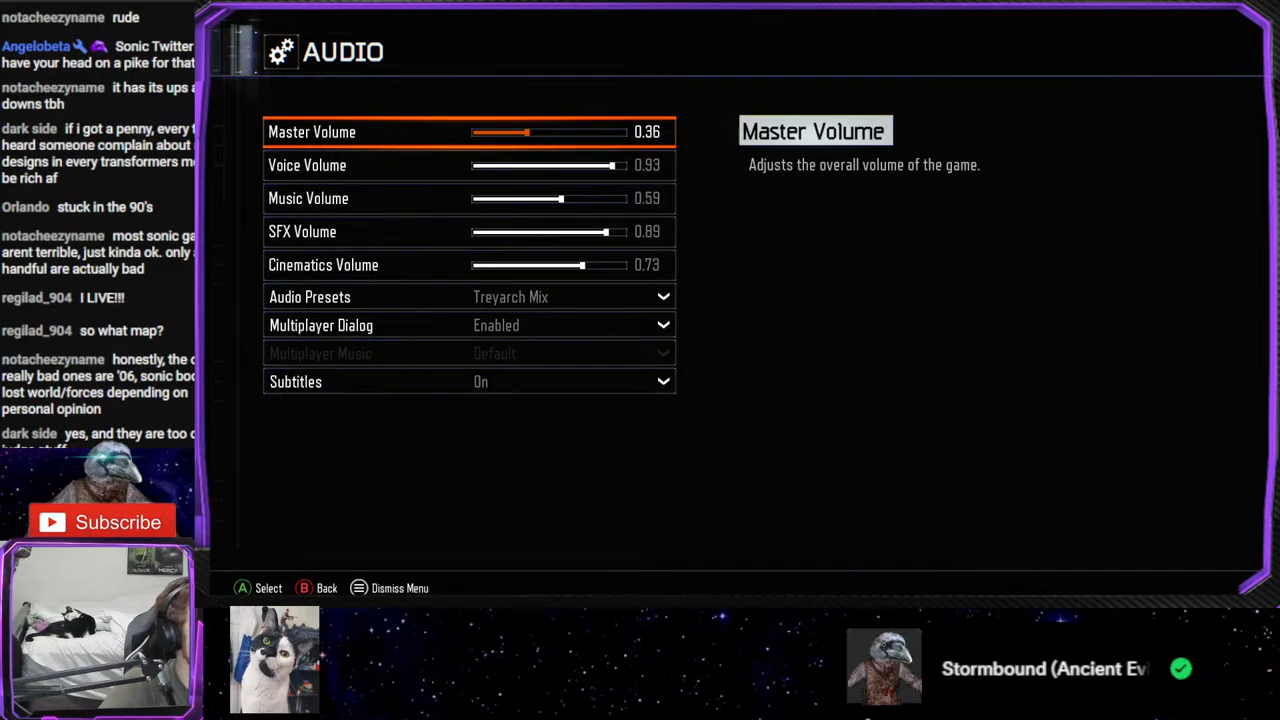 notacheezyname rude
Angelobeta Sonic Twitter
have your head on a pike for that
notacheezyname it has its ups
downs tbh
dark side if i got a penny, every
heard someone complain about
designs in every transformers
be rich af
Orlando stuck in the 90's
notacheezyname most sonic
arent terrible, just kinda ok. only
handful are actually bad
regilad_904 I LIVE!!!
regilad_904 so what map?
notacheezyname honestly, the
really bad ones are '06, sonic
lost world/forces depending on
personal opinion
dark side yes, and they are too
Subscribe
AUDIO
Master Volume 0.36
Voice Volume 0.93
Music Volume 0.59
SFX Volume 0.89
Cinematics Volume 0.73
Audio Presets Treyarch Mix
Multiplayer Dialog Enabled
Multiplayer Music Default
Subtitles On
Master Volume
Adjusts the overall volume of the game.
A Select B Back Dismiss Menu
MERCY
Stormbound (Ancient